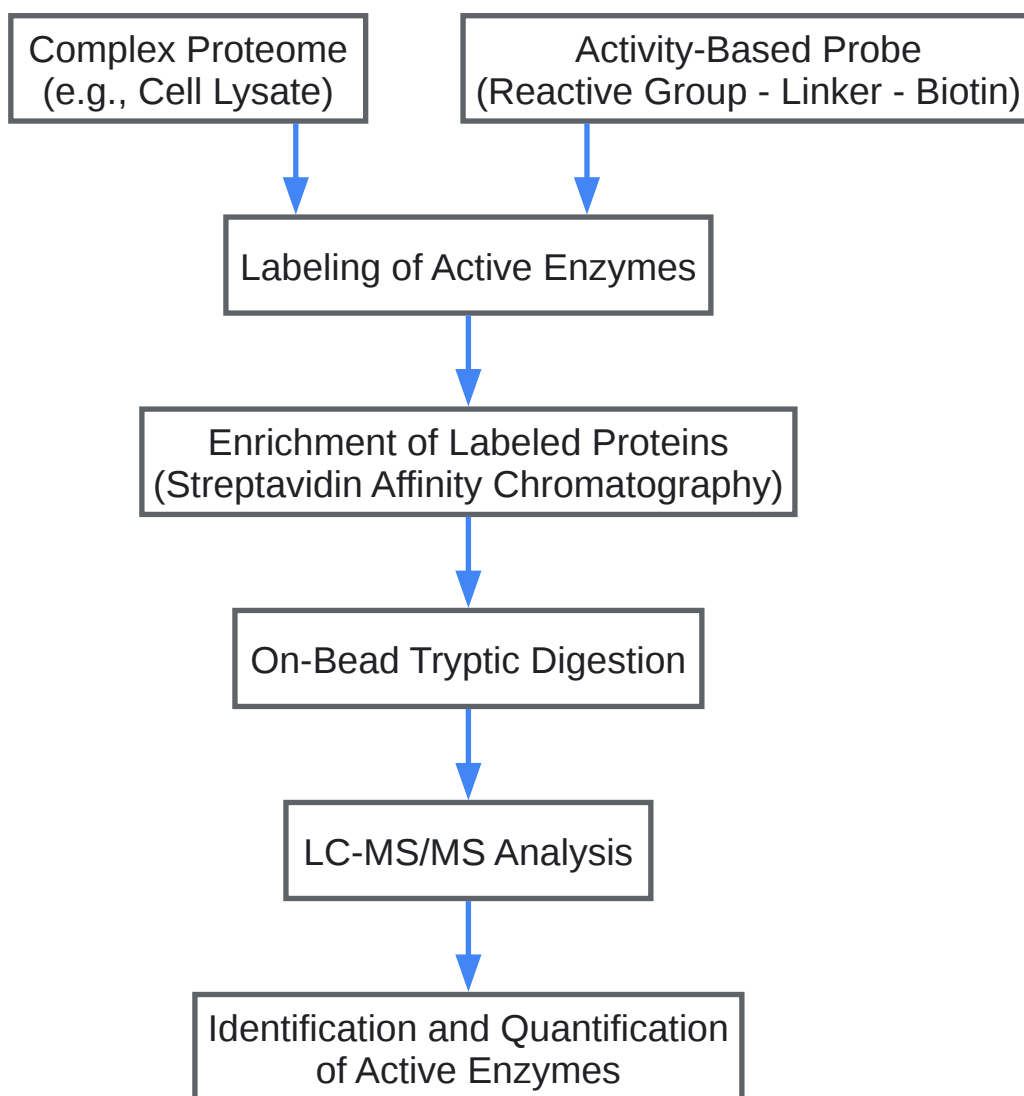 Complex Proteome
(e.g., Cell Lysate)
Activity-Based Probe
(Reactive Group - Linker - Biotin)
Labeling of Active Enzymes
Enrichment of Labeled Proteins
(Streptavidin Affinity Chromatography)
On-Bead Tryptic Digestion
LC-MS/MS Analysis
Identification and Quantification
of Active Enzymes